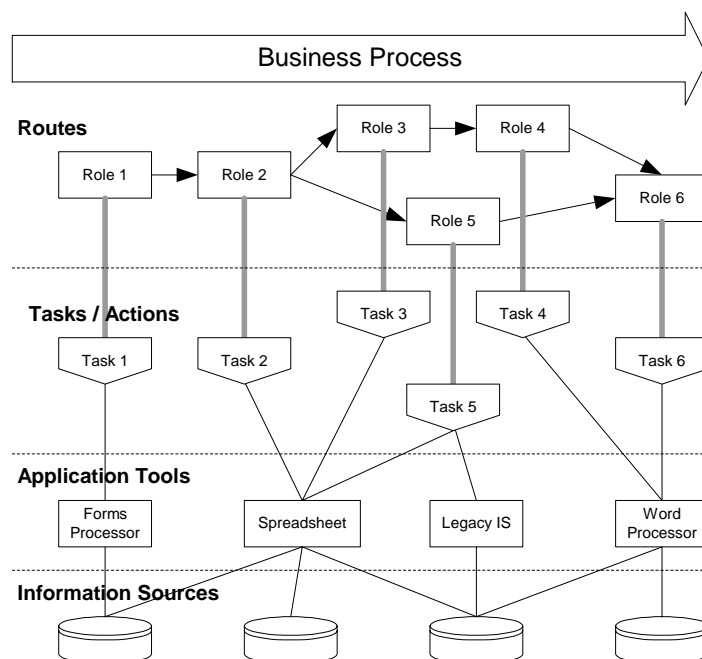 Business Process
Routes
Role 3
Role 4
Role 1
Role 2
Role 6
Role 5
Tasks / Actions
Task 3
Task 4
Task 1
Task 2
Task 6
Task 5
Application Tools
Forms
Processor
Spreadsheet
Legacy IS
Word
Processor
Information Sources